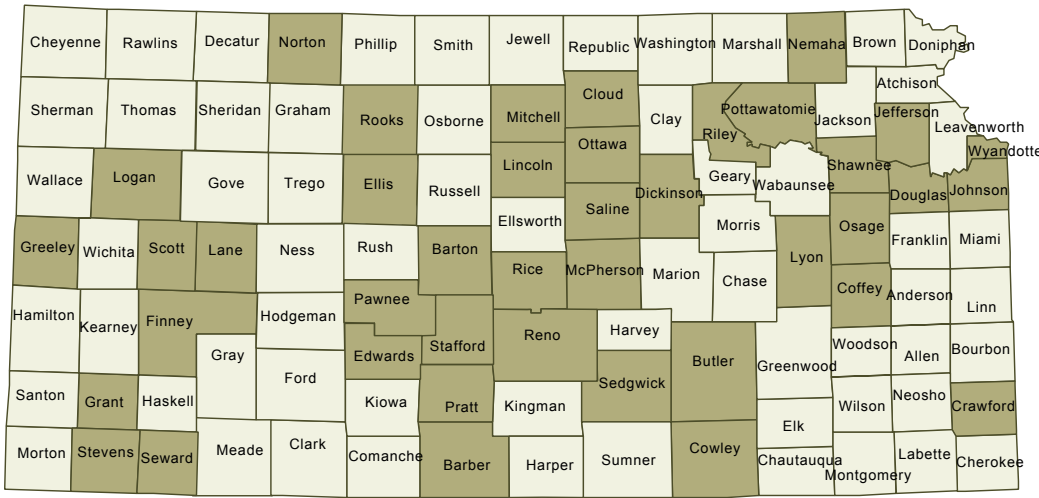 Cheyenne Rawlins Decatur Norton Phillip Smith Jewell Republic Washington Marshall Nemaha Brown Doniphan
Atchison
Sherman Thomas Sheridan Graham Rooks Osborne Mitchell Cloud Clay Riley Pottawatomie Jackson Jefferson Leavenworth
Ottawa
Wyandotte
Wallace Logan Gove Trego Ellis Russell Lincoln Saline Dickinson Geary Wabaunsee Shawnee Douglas Johnson
Ellsworth Morris
Greeley Wichita Scott Lane Ness Rush Barton Rice McPherson Marion Chase Lyon Osage Franklin Miami
Hamilton Kearney Finney Hodgeman Pawnee Stafford Reno Harvey Coffey Anderson Linn
Gray Ford Edwards Sedgwick Butler Greenwood Woodson Allen Bourbon
Santon Grant Haskell Kiowa Pratt Kingman Elk Wilson Neosho Crawford
Morton Stevens Seward Meade Clark Comanche Barber Harper Sumner Cowley Chautauqua Montgomery Labette Cherokee